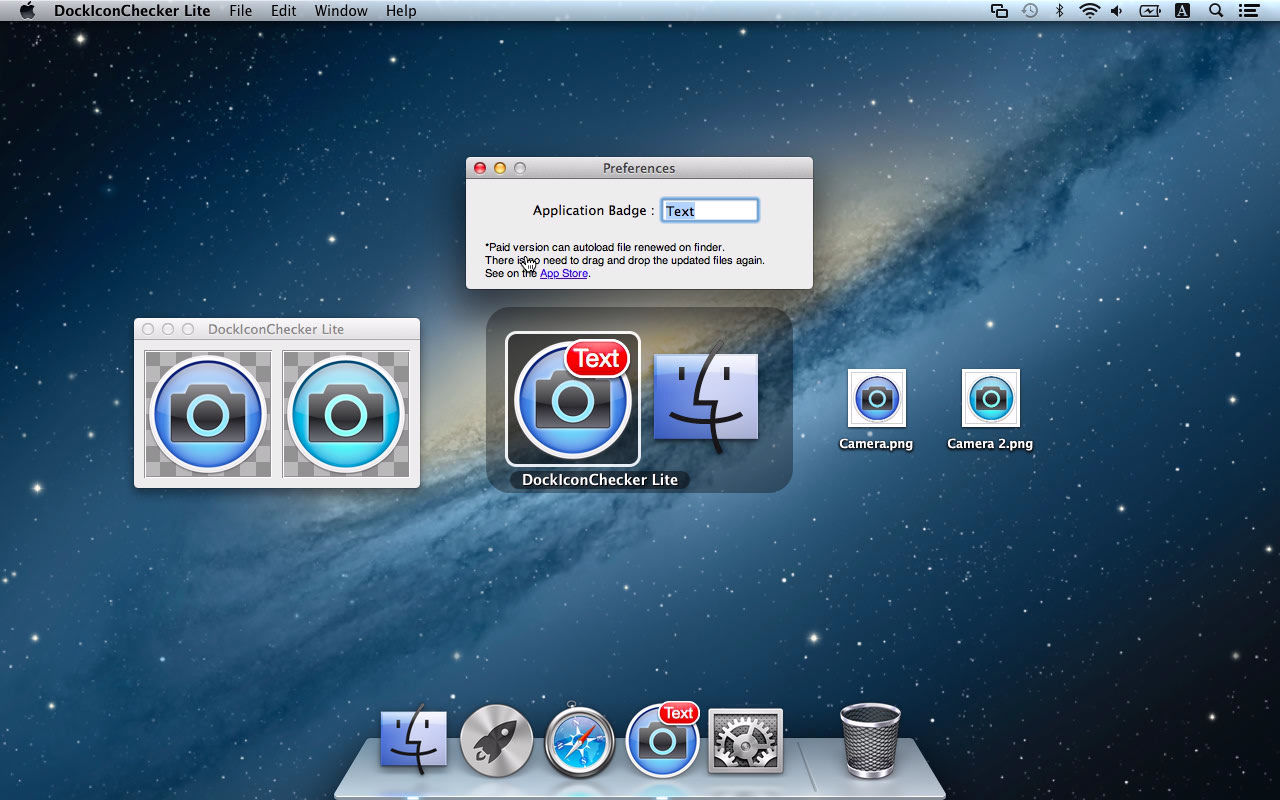 DockIconChecker Lite File Edit Window Help A
Preferences
Application Badge : Text
*Paid version can autoload file renewed on finder.
There is no need to drag and drop the updated files again.
See on the App Store.
DockIconChecker Lite
Text
Camera.png
Camera 2.png
DockIconChecker Lite
Text